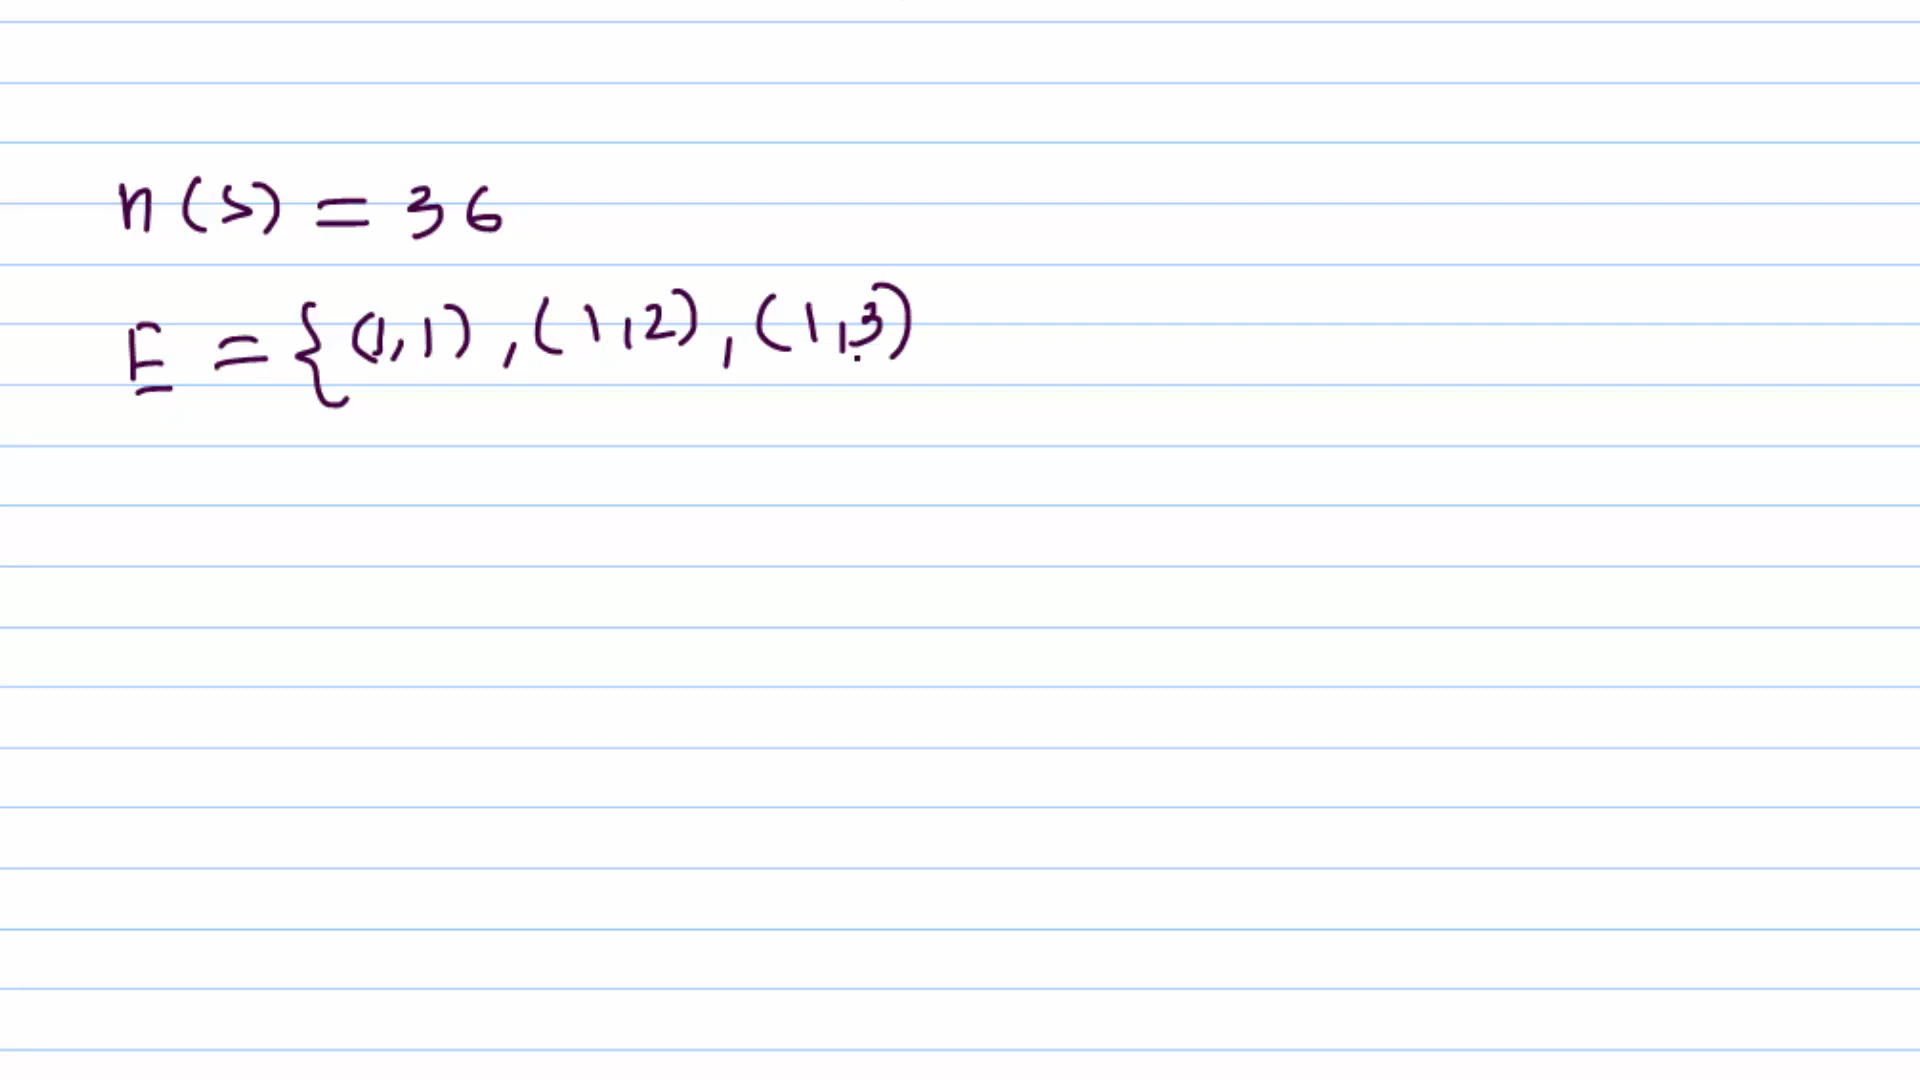 n(s) = 36
E = {(1,1), (1,2), (1,3)